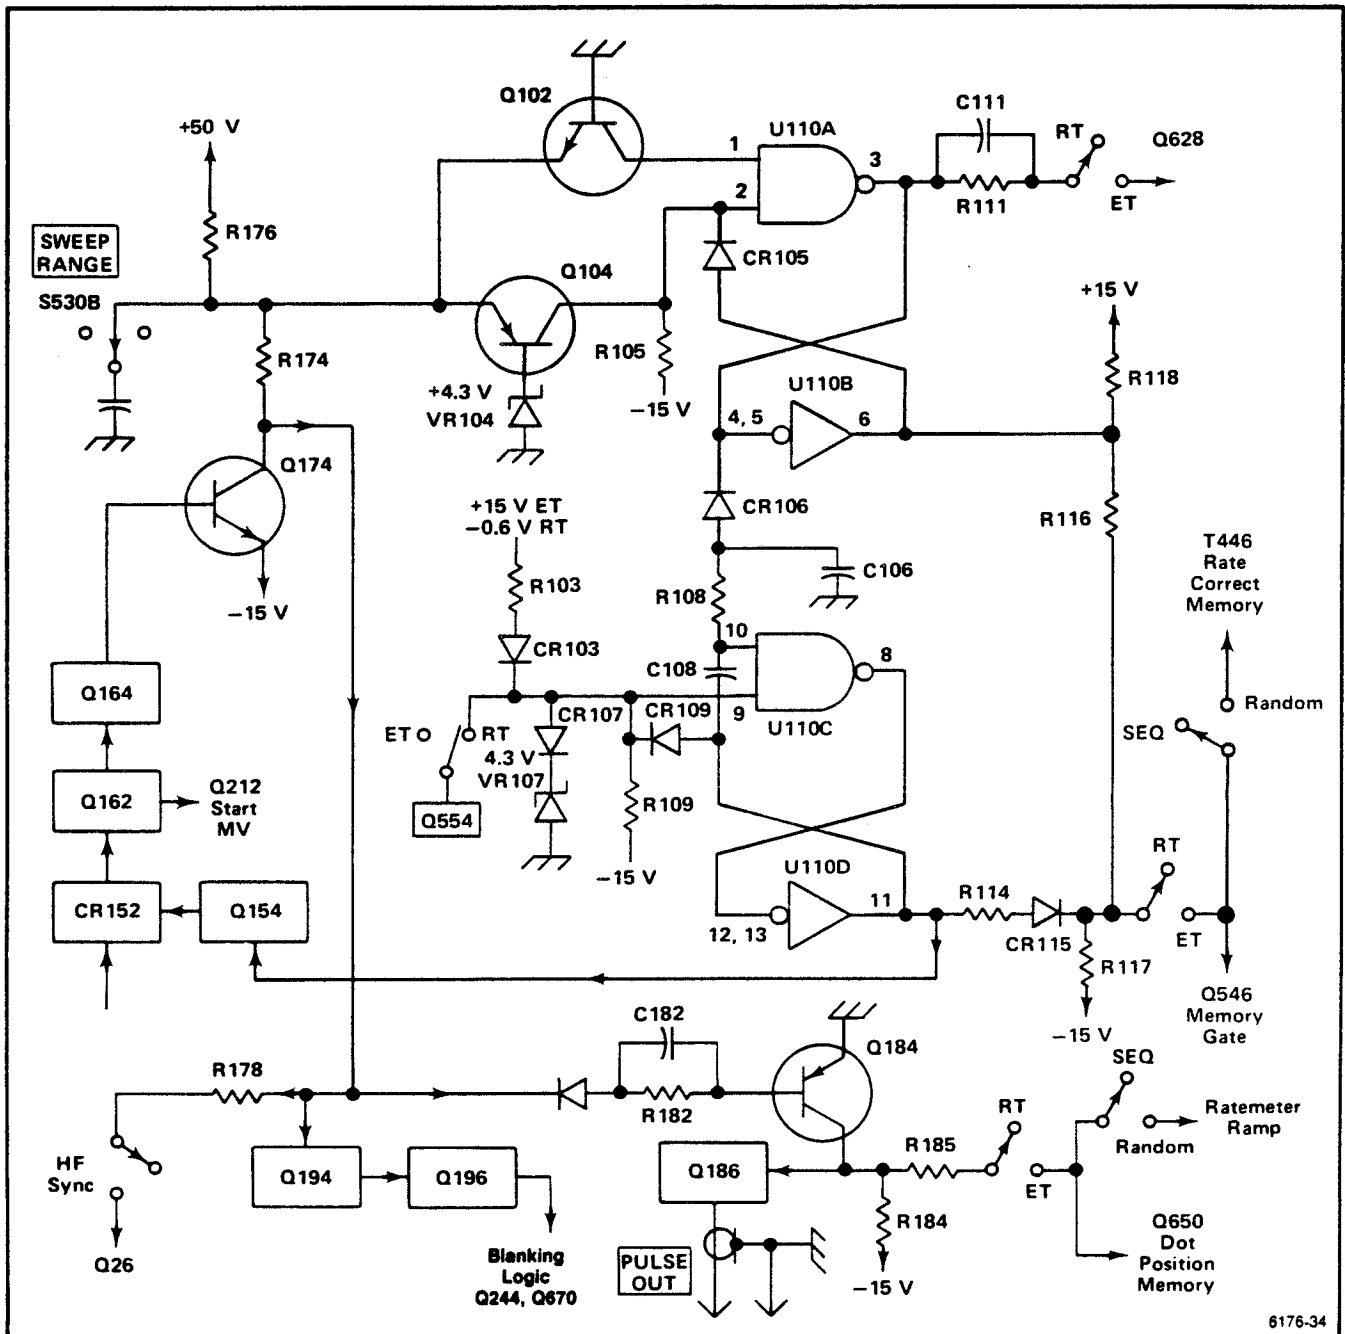 Q102
+50 V
R176
SWEEP
RANGE
S530B
R174
Q174
-15 V
Q104
+4.3 V
VR104
R105
-15 V
1
2
U110A
3
CR105
C111
R111
RT
ET
Q628
+15 V
R118
U110B
4, 5
6
CR106
C106
R108
10
C108
9
U110C
8
+15 V ET
-0.6 V RT
R103
CR103
ET
RT
Q554
CR107
4.3 V
VR107
CR109
R109
-15 V
R116
T446
Rate
Correct
Memory
Random
SEQ
Q164
Q162
Q212
Start
MV
CR152
Q154
U110D
12, 13
11
R114
CR115
R117
-15 V
RT
ET
Q546
Memory
Gate
R178
HF
Sync
Q26
Q194
Q196
Blanking
Logic
Q244, Q670
C182
R182
Q184
Q186
PULSE
OUT
R185
R184
-15 V
RT
ET
SEQ
Random
Ratemeter
Ramp
Q650
Dot
Position
Memory
6176-34